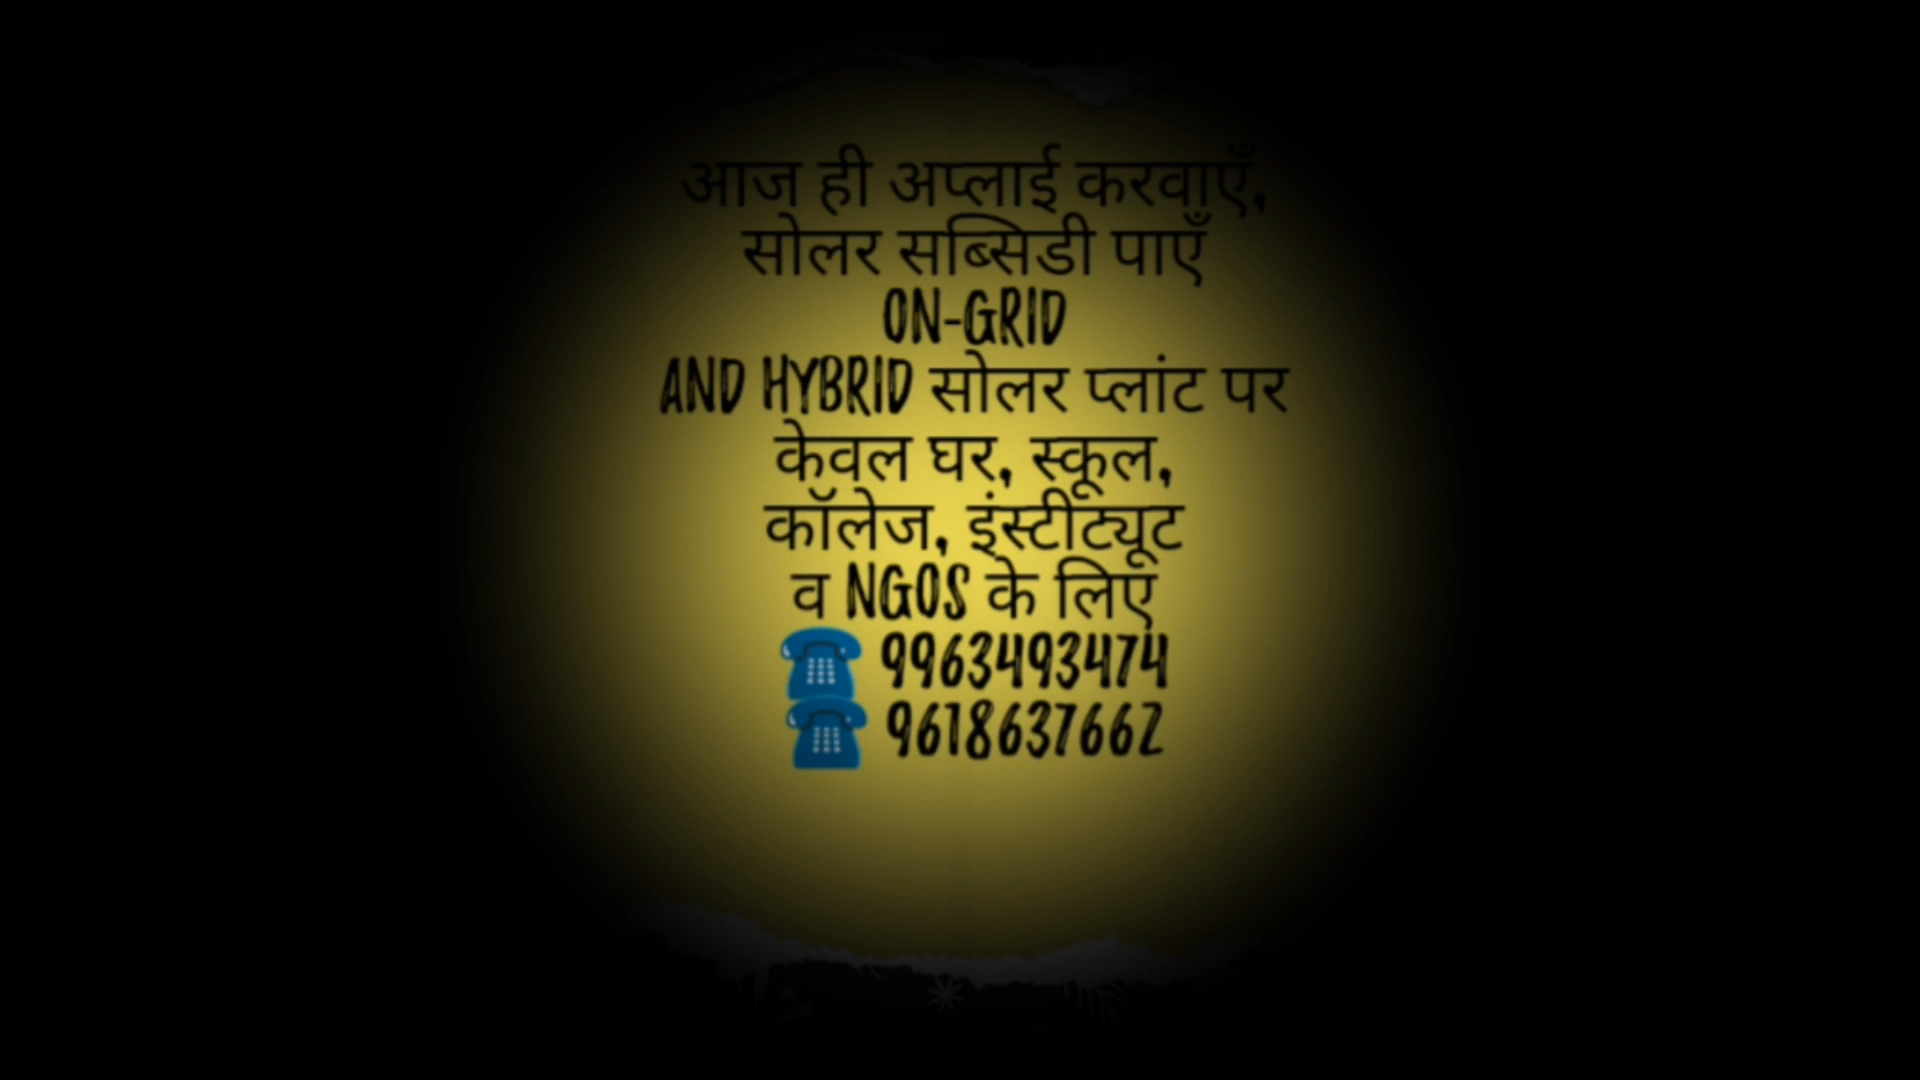 आज ही अप्लाई करवाएँ,
सोलर सब्सिडी पाएँ
ON-GRID
AND HYBRID सोलर प्लांट पर
केवल घर, स्कूल,
कॉलेज, इंस्टीट्यूट
व NGOS के लिए
9963493474
9618637662